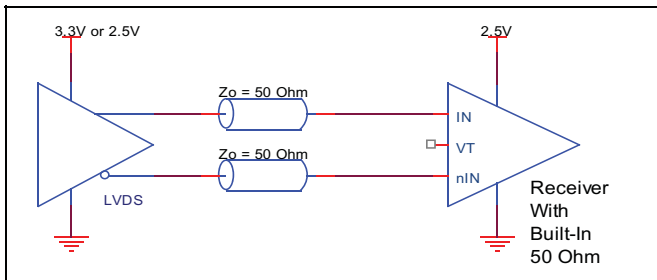 3.3V or 2.5V
2.5V
Zo = 50 Ohm
IN
VT
Zo = 50 Ohm
nIN
LVDS
Receiver
With
Built-In
50 Ohm